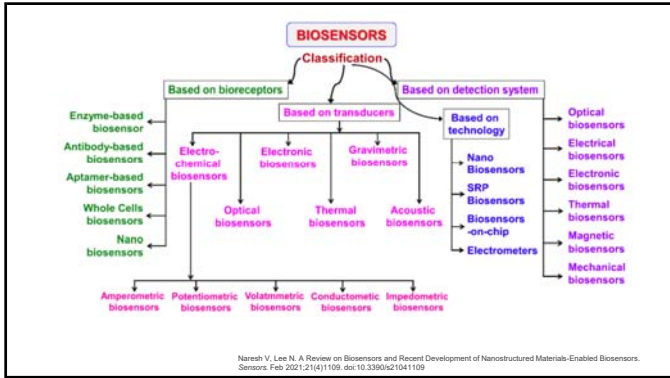 BIOSENSORS
Classification
Based on bioreceptors
Based on detection system
Based on transducers
Based on
technology
Enzyme-based
biosensor
Antibody-based
biosensors
Aptamer-based
biosensors
Whole Cells
biosensors
Nano
biosensors
Electro-
chemical
biosensors
Electronic
biosensors
Gravimetric
biosensors
Optical
biosensors
Thermal
biosensors
Acoustic
biosensors
Amperometric
biosensors
Potentiometric
biosensors
Volatmmetric
biosensors
Conductometic
biosensors
Impedometric
biosensors
Nano
Biosensors
SRP
Biosensors
Biosensors
-on-chip
Electrometers
Optical
biosensors
Electrical
biosensors
Electronic
biosensors
Thermal
biosensors
Magnetic
biosensors
Mechanical
biosensors
Naresh V, Lee N. A Review on Biosensors and Recent Development of Nanostructured Materials-Enabled Biosensors.
Sensors. Feb 2021;21(4)1109. doi:10.3390/s21041109